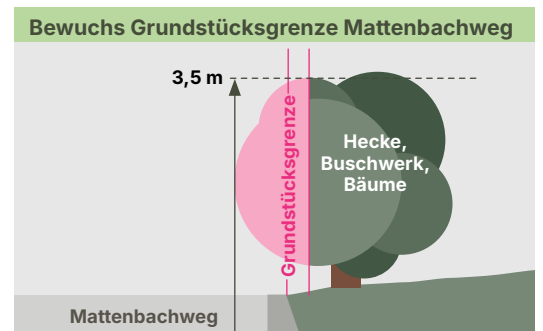 Bewuchs Grundstücksgrenze Mattenbachweg
3,5 m
Grundstücksgrenze
Hecke,
Buschwerk,
Bäume
Mattenbachweg